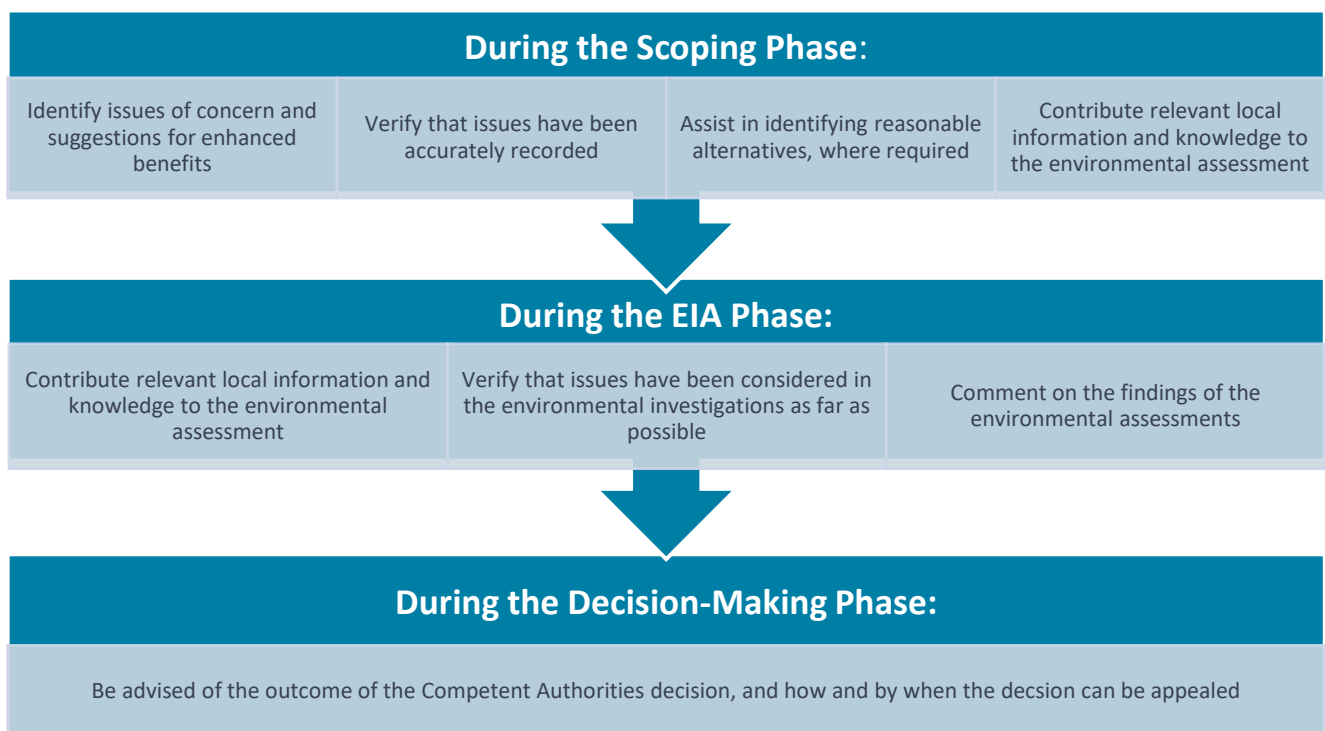 During the Scoping Phase:
Identify issues of concern and
suggestions for enhanced
benefits
Verify that issues have been
accurately recorded
Assist in identifying reasonable
alternatives, where required
Contribute relevant local
information and knowledge to
the environmental assessment
During the EIA Phase:
Contribute relevant local information and
knowledge to the environmental
assessment
Verify that issues have been considered in
the environmental investigations as far as
possible
Comment on the findings of the
environmental assessments
During the Decision-Making Phase:
Be advised of the outcome of the Competent Authorities decision, and how and by when the decsion can be appealed